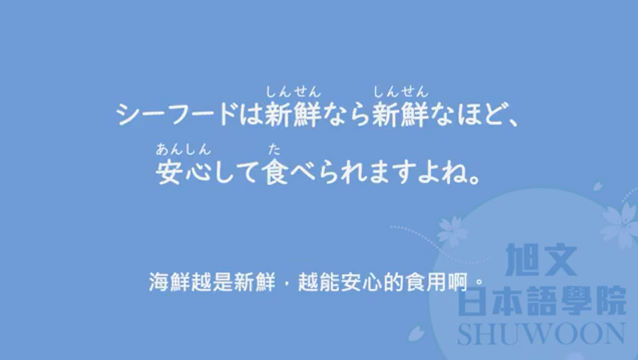 しんせん しんせん
シーフードは新鮮なら新鮮なほど、
あんしん た
安心して食べられますよね。
海鮮越是新鮮，越能安心的食用啊。
旭文
日本語學院
SHUWOON